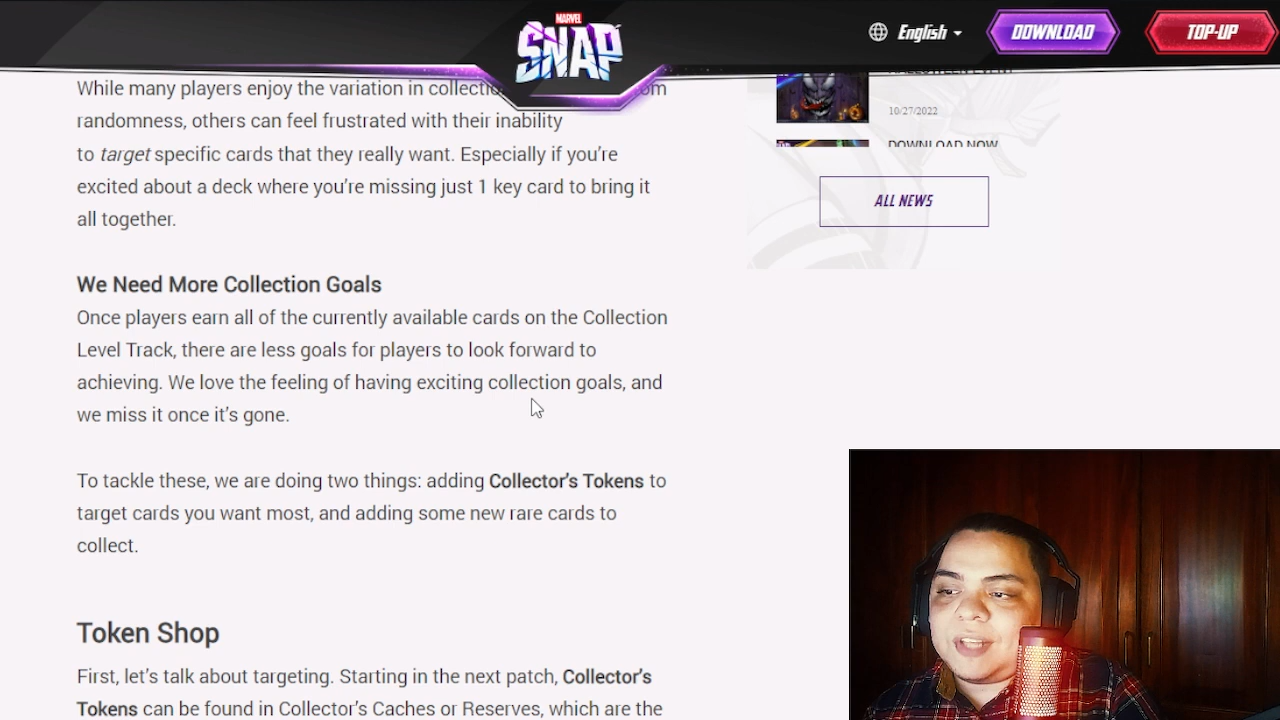 MARVEL
SNAP
English
DOWNLOAD
TOP-UP
While many players enjoy the variation in
randomness, others can feel frustrated with their inability
to target specific cards that they really want. Especially if you’re
excited about a deck where you’re missing just 1 key card to bring it
all together.
10/27/2022
DOWNLOAD NOW
ALL NEWS
We Need More Collection Goals
Once players earn all of the currently available cards on the Collection
Level Track, there are less goals for players to look forward to
achieving. We love the feeling of having exciting collection goals, and
we miss it once it’s gone.
To tackle these, we are doing two things: adding Collector’s Tokens to
target cards you want most, and adding some new rare cards to
collect.
Token Shop
First, let’s talk about targeting. Starting in the next patch, Collector’s
Tokens can be found in Collector’s Caches or Reserves, which are the